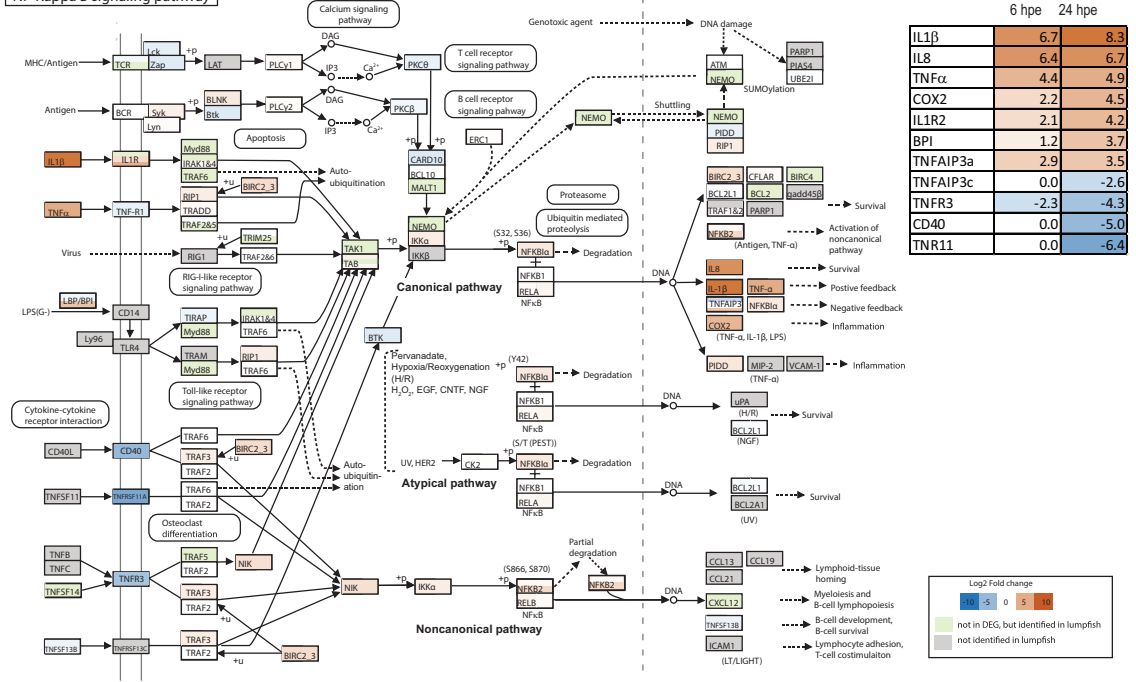 NF-Kappa B signaling pathway
Calcium signaling
pathway
Genotoxic agent
DNA damage
6 hpe 24 hpe
IL1β 6.7 8.3
IL8 6.4 6.7
TNFα 4.4 4.9
COX2 2.2 4.5
IL1R2 2.1 4.2
BPI 1.2 3.7
TNFAIP3a 2.9 3.5
TNFAIP3c 0.0 -2.6
TNFR3 -2.3 -4.3
CD40 0.0 -5.0
TNR11 0.0 -6.4
MHC/Antigen
TCR
Lck
Zap
+p
LAT
PLCγ1
DAG
IP3
Ca²⁺
PKCθ
T cell receptor
signaling pathway
ATM
NEMO
SUMOylation
PARP1
PIAS4
UBE2I
Antigen
BCR
Syk
Lyn
+p
BLNK
Btk
PLCγ2
DAG
IP3
Ca²⁺
PKCβ
B cell receptor
signaling pathway
NEMO
Shuttling
NEMO
PIDD
RIP1
Apoptosis
+p
+p
ERC1
IL1β
IL1R
Myd88
IRAK1&4
TRAF6
Auto-
ubiquitination
CARD10
BCL10
MALT1
TNFα
TNF-R1
RIP1
TRADD
TRAF2&5
+u
BIRC2_3
Proteasome
Ubiquitin mediated
proteolysis
BIRC2_3
CFLAR
BIRC4
BCL2L1
BCL2
gadd45β
TRAF1&2
PARP1
Survival
NFKB2
(Antigen, TNF-α)
Activation of
noncanonical
pathway
Virus
RIG1
+u
TRIM25
TRAF2&6
TAK1
TAB
+p
NEMO
IKKα
IKKβ
Canonical pathway
+p
(S32, S36)
NFKBIα
Degradation
NFKB1
RELA
NFκB
DNA
RIG-I-like receptor
signaling pathway
IL8
Survival
IL-1β
TNF-α
Postive feedback
TNFAIP3
NFKBIα
Negative feedback
COX2
Inflammation
(TNF-α, IL-1β, LPS)
LPS(G-)
LBP/BPI
CD14
Ly96
TLR4
TIRAP
Myd88
IRAK1&4
TRAF6
TRAM
Myd88
RIP1
TRAF6
Toll-like receptor
signaling pathway
BTK
Pervanadate,
Hypoxia/Reoxygenation
(H/R)
H₂O₂, EGF, CNTF, NGF
(Y42)
NFKBIα
Degradation
NFKB1
RELA
NFκB
DNA
PIDD
MIP-2
VCAM-1
Inflammation
(TNF-α)
uPA
(H/R)
BCL2L1
(NGF)
Survival
Cytokine-cytokine
receptor interaction
CD40L
CD40
TRAF6
TRAF3
TRAF2
+u
BIRC2_3
Auto-
ubiquitin-
ation
UV, HER2
CK2
+p
(S/T (PEST))
NFKBIα
Degradation
NFKB1
RELA
NFκB
Atypical pathway
DNA
BCL2L1
BCL2A1
(UV)
Survival
TNFSF11
TNFRSF11A
TRAF6
TRAF2
Osteoclast
differentiation
TNFB
TNFC
TNFSF14
TNFR3
TRAF5
TRAF2
NIK
TRAF3
TRAF2
+u
NIK
+p
IKKα
+p
(S866, S870)
NFKB2
RELB
NFκB
Partial
degradation
NFKB2
DNA
Noncanonical pathway
CCL13
CCL19
CCL21
Lymphoid-tissue
homing
CXCL12
Myeloiesis and
B-cell lymphopoiesis
TNFSF13B
B-cell development,
B-cell survival
ICAM1
Lymphocyte adhesion,
T-cell costimulaiton
(LT/LIGHT)
TNFSF13B
TNFRSF13C
TRAF3
TRAF2
+u
BIRC2_3
Log2 Fold change
-10 -5 0 5 10
not in DEG, but identified in lumpfish
not identified in lumpfish